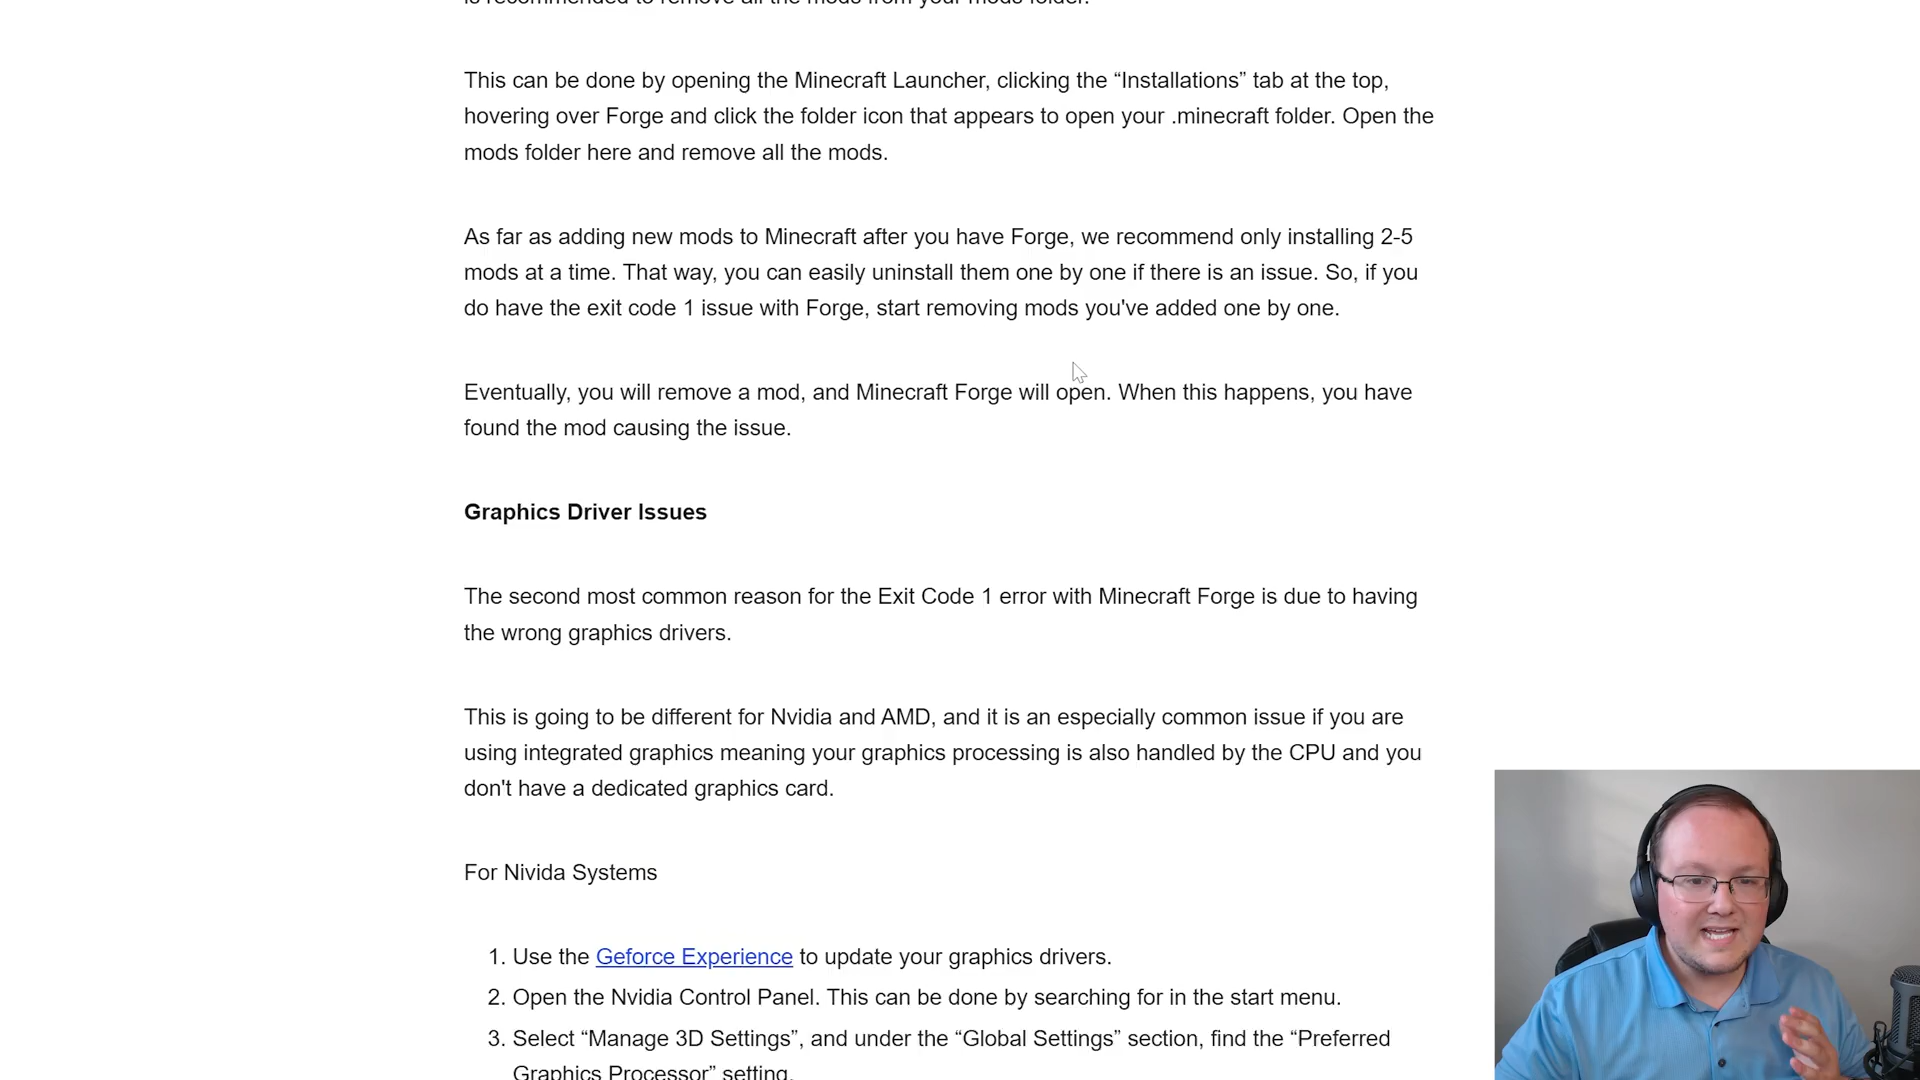 is recommended to remove all the mods from your mods folder.
This can be done by opening the Minecraft Launcher, clicking the “Installations” tab at the top,
hovering over Forge and click the folder icon that appears to open your .minecraft folder. Open the
mods folder here and remove all the mods.
As far as adding new mods to Minecraft after you have Forge, we recommend only installing 2-5
mods at a time. That way, you can easily uninstall them one by one if there is an issue. So, if you
do have the exit code 1 issue with Forge, start removing mods you've added one by one.
Eventually, you will remove a mod, and Minecraft Forge will open. When this happens, you have
found the mod causing the issue.
Graphics Driver Issues
The second most common reason for the Exit Code 1 error with Minecraft Forge is due to having
the wrong graphics drivers.
This is going to be different for Nvidia and AMD, and it is an especially common issue if you are
using integrated graphics meaning your graphics processing is also handled by the CPU and you
don't have a dedicated graphics card.
For Nivida Systems
1. Use the Geforce Experience to update your graphics drivers.
2. Open the Nvidia Control Panel. This can be done by searching for in the start menu.
3. Select “Manage 3D Settings”, and under the “Global Settings” section, find the “Preferred
Graphics Processor” setting.